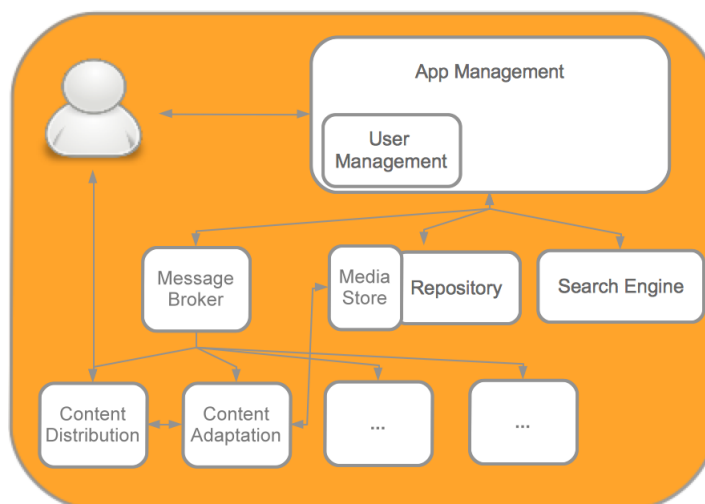 App Management
User
Management
Message
Broker
Media
Store
Repository
Search Engine
Content
Distribution
Content
Adaptation
...
...